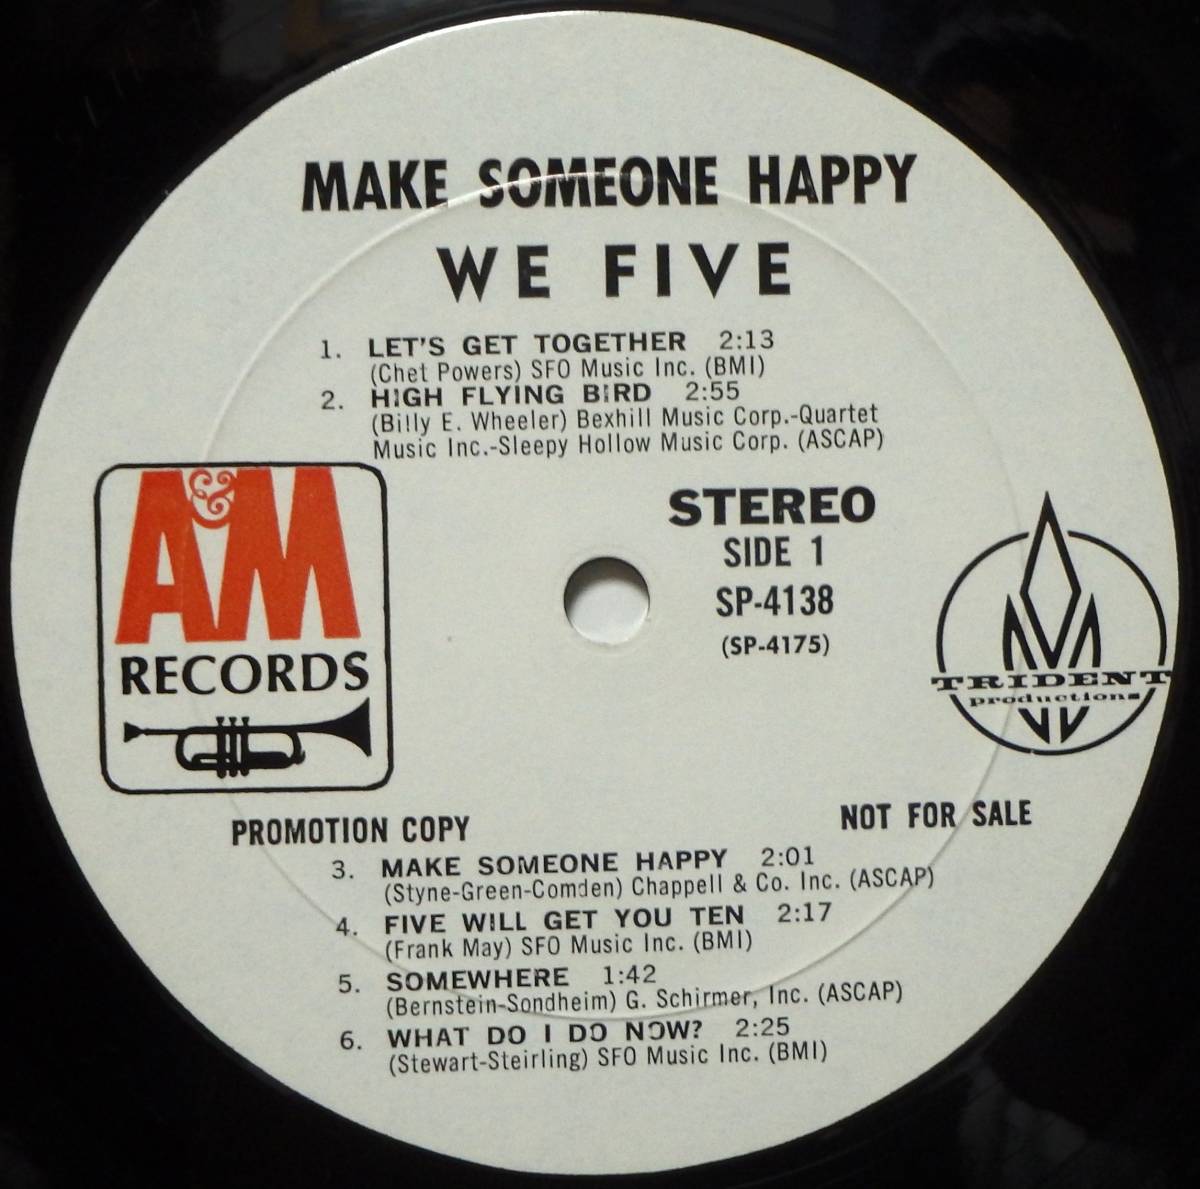 MAKE SOMEONE HAPPY
WE FIVE
1. LET'S GET TOGETHER 2:13
(Chet Powers) SFO Music Inc. (BMI)
2. HIGH FLYING BIRD 2:55
(Billy E. Wheeler) Bexhill Music Corp.-Quartet
Music Inc.-Sleepy Hollow Music Corp. (ASCAP)
A&M
RECORDS
STEREO
SIDE 1
SP-4138
(SP-4175)
TRIDENT
productions
PROMOTION COPY
NOT FOR SALE
3. MAKE SOMEONE HAPPY 2:01
(Styne-Green-Comden) Chappell & Co. Inc. (ASCAP)
4. FIVE WILL GET YOU TEN 2:17
(Frank May) SFO Music Inc. (BMI)
5. SOMEWHERE 1:42
(Bernstein-Sondheim) G. Schirmer, Inc. (ASCAP)
6. WHAT DO I DO NOW? 2:25
(Stewart-Steirling) SFO Music Inc. (BMI)